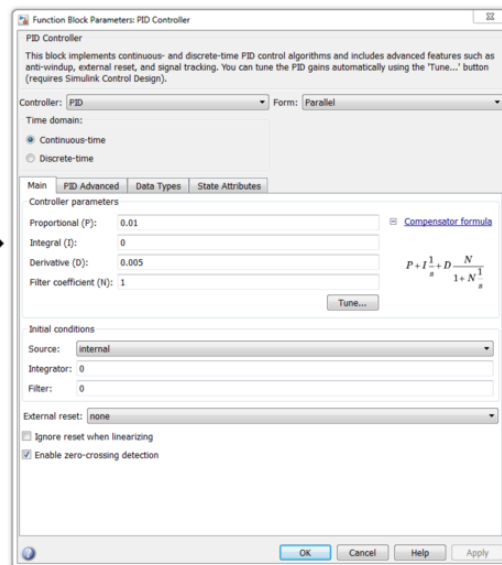 Function Block Parameters: PID Controller
PID Controller
This block implements continuous- and discrete-time PID control algorithms and includes advanced features such as
anti-windup, external reset, and signal tracking. You can tune the PID gains automatically using the 'Tune...' button
(requires Simulink Control Design).
Controller: PID Form: Parallel
Time domain:
Continuous-time
Discrete-time
Main PID Advanced Data Types State Attributes
Controller parameters
Proportional (P): 0.01 Compensator formula
Integral (I): 0
Derivative (D): 0.005
Filter coefficient (N): 1
P+I 1/s +D N/(1+N 1/s)
Tune...
Initial conditions
Source: internal
Integrator: 0
Filter: 0
External reset: none
Ignore reset when linearizing
Enable zero-crossing detection
OK Cancel Help Apply